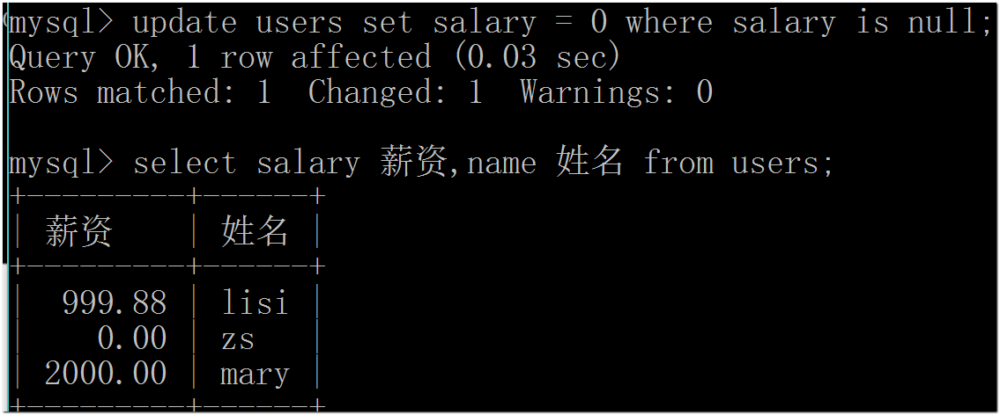 mysql> update users set salary = 0 where salary is null;
Query OK, 1 row affected (0.03 sec)
Rows matched: 1  Changed: 1  Warnings: 0
mysql> select salary 薪资,name 姓名 from users;
+---------+------+
| 薪资    | 姓名 |
+---------+------+
|  999.88 | lisi |
|    0.00 | zs   |
| 2000.00 | mary |
+---------+------+